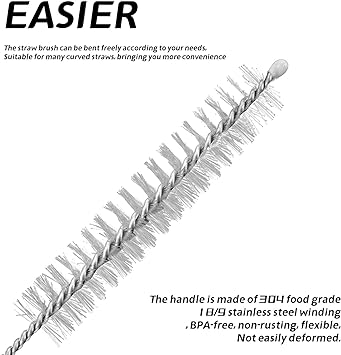 EASIER
The straw brush can be bent freely according to your needs,
Suitable for many curved straws, bringing you more convenience
The handle is made of 304 food grade
18/9 stainless steel winding
, BPA-free, non-rusting, flexible,
Not easily deformed.